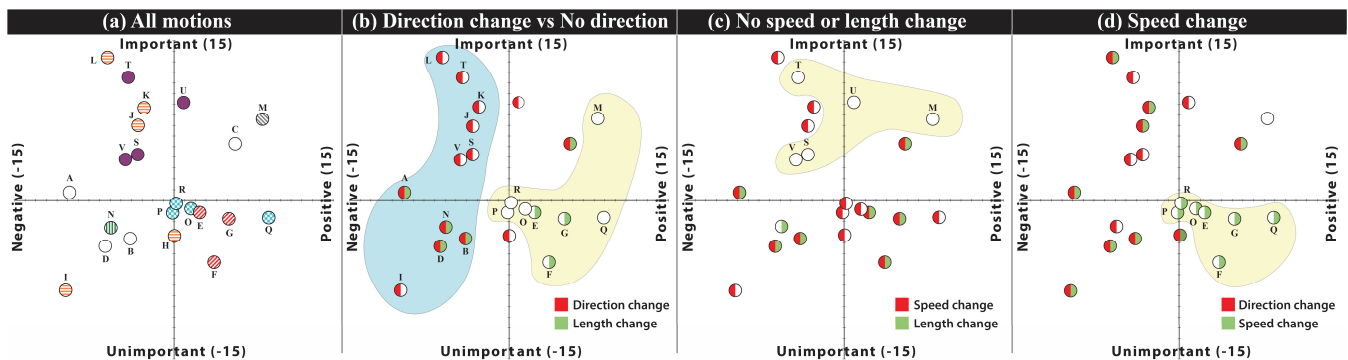 (a) All motions
Important (15)
Negative (-15)
Positive (15)
Unimportant (-15)
L
T
K
U
J
M
C
V
S
A
R
P
O
E
N
G
Q
D
B
H
F
I
(b) Direction change vs No direction
Important (15)
Negative (-15)
Positive (15)
Unimportant (-15)
L
T
K
J
M
V
S
A
R
P
O
E
N
G
Q
D
B
F
I
Direction change
Length change
(c) No speed or length change
Important (15)
Negative (-15)
Positive (15)
Unimportant (-15)
T
U
M
V
S
Speed change
Length change
(d) Speed change
Important (15)
Negative (-15)
Positive (15)
Unimportant (-15)
R
P
O
E
G
Q
F
Direction change
Speed change